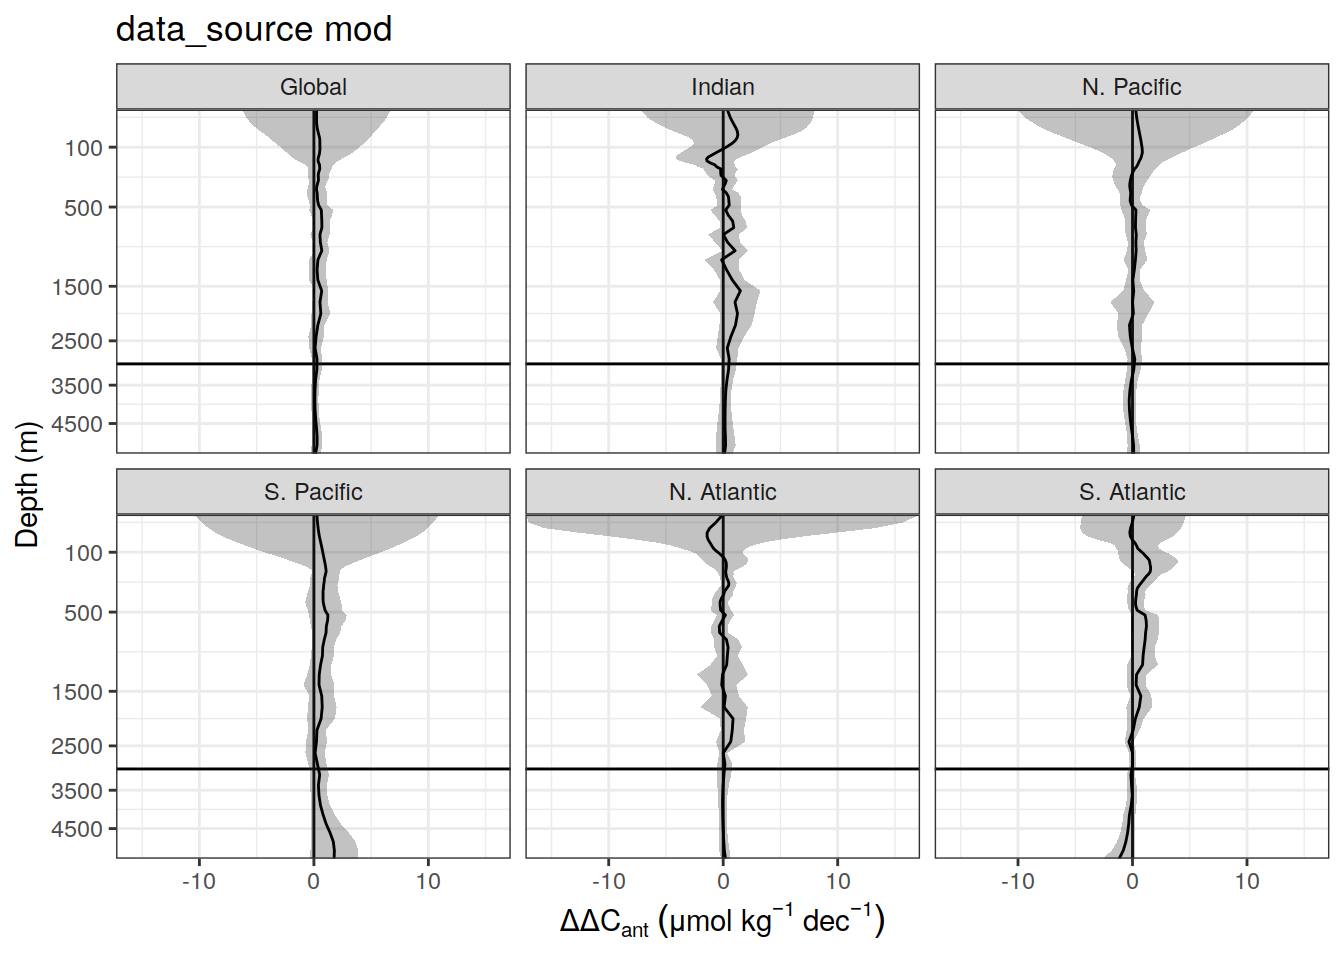 data_source mod
Global
Indian
N. Pacific
100
500
1500
2500
3500
4500
S. Pacific
N. Atlantic
S. Atlantic
100
500
1500
2500
3500
4500
Depth (m)
-10 0 10
-10 0 10
-10 0 10
ΔΔC_ant (μmol kg⁻¹ dec⁻¹)